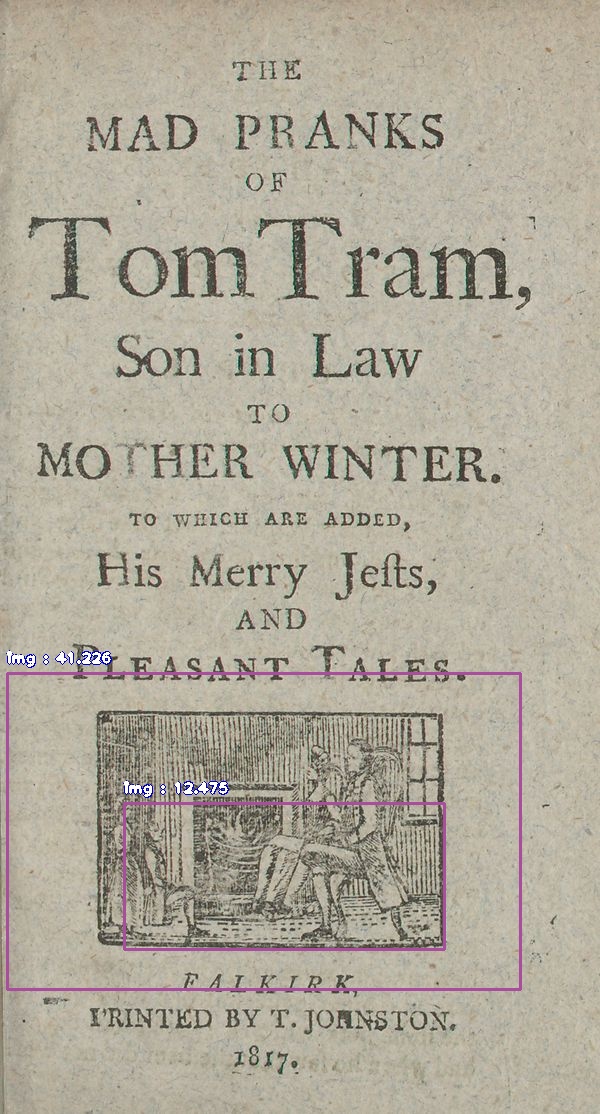 THE
MAD PRANKS
OF
Tom Tram,
Son in Law
TO
MOTHER WINTER.
TO WHICH ARE ADDED,
His Merry Jeſts,
AND
PLEASANT TALES.
Img : 41.226
Img : 12.475
FALKIRK,
PRINTED BY T. JOHNSTON.
1817.